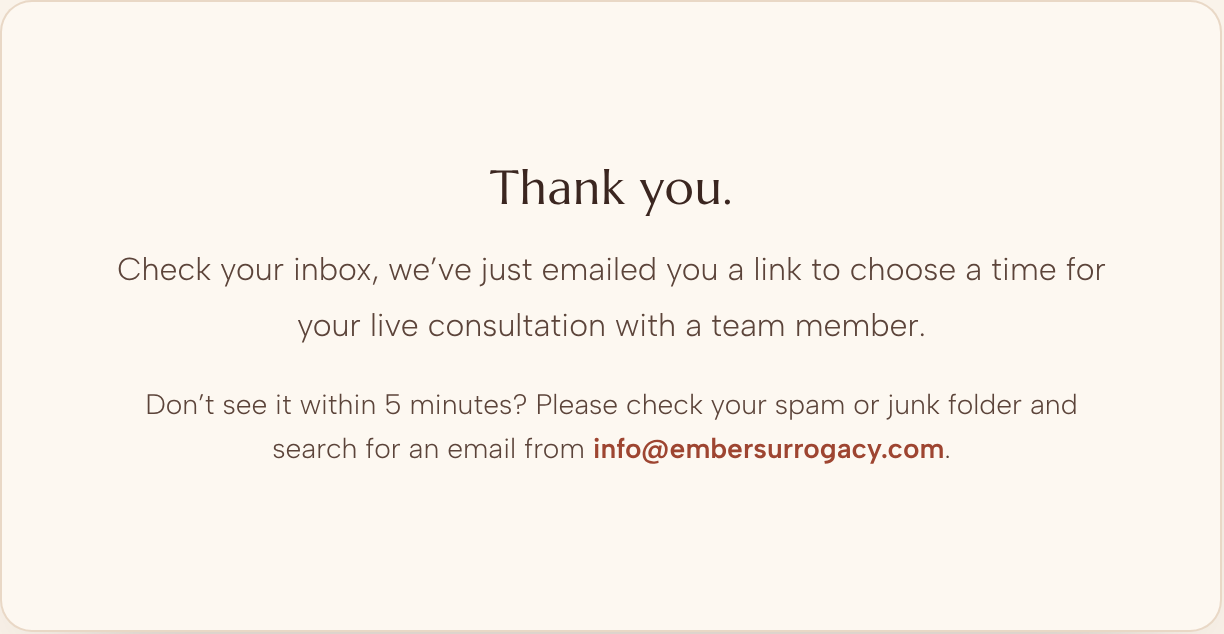 Thank you.
Check your inbox, we’ve just emailed you a link to choose a time for
your live consultation with a team member.
Don’t see it within 5 minutes? Please check your spam or junk folder and
search for an email from info@embersurrogacy.com.